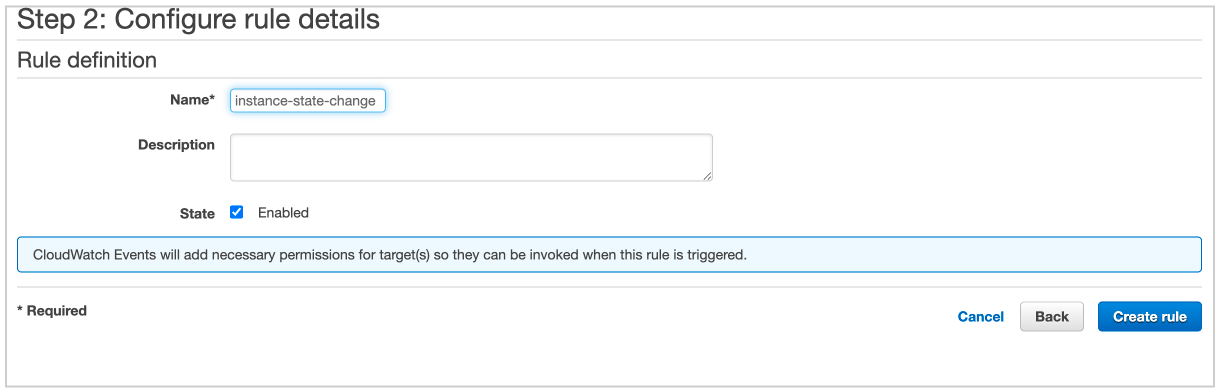 Step 2: Configure rule details
Rule definition
Name* instance-state-change
Description
State Enabled
CloudWatch Events will add necessary permissions for target(s) so they can be invoked when this rule is triggered.
* Required Cancel Back Create rule